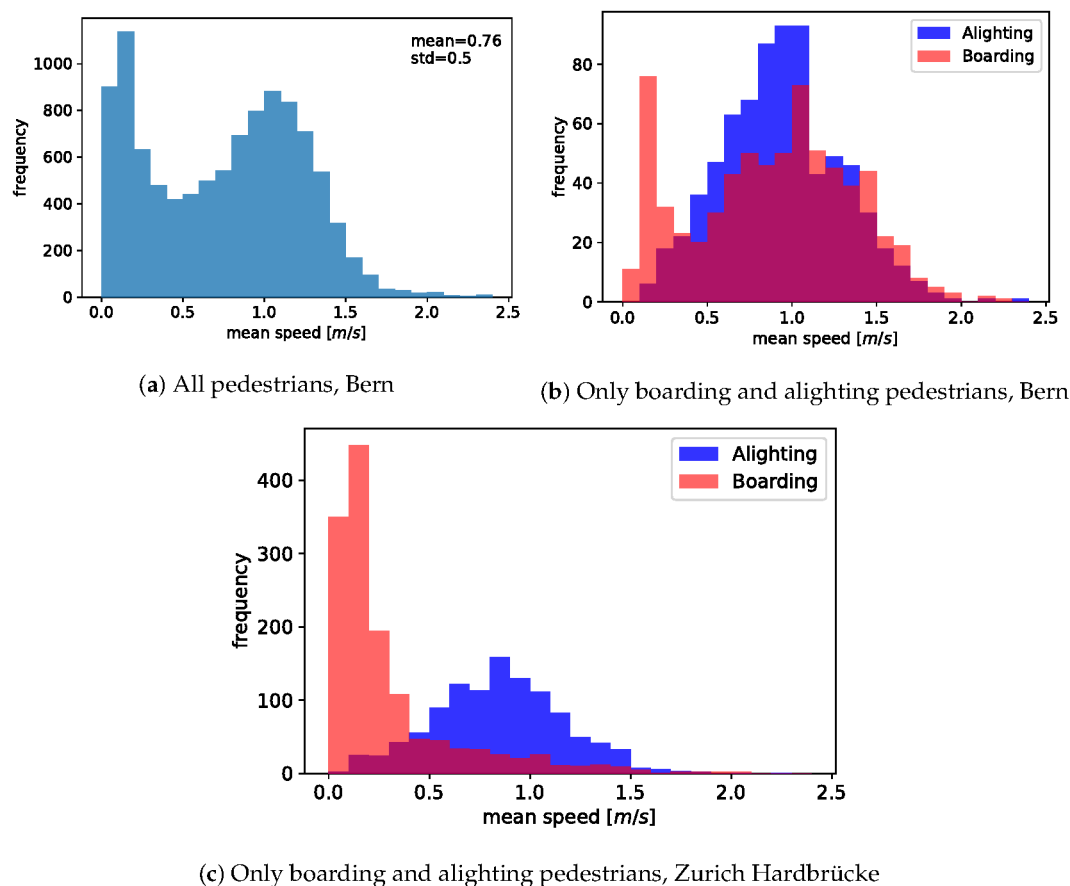 mean=0.76
std=0.5
frequency
1000
800
600
400
200
0
0.0 0.5 1.0 1.5 2.0 2.5
mean speed [m/s]
(a) All pedestrians, Bern
Alighting
Boarding
frequency
80
60
40
20
0
0.0 0.5 1.0 1.5 2.0 2.5
mean speed [m/s]
(b) Only boarding and alighting pedestrians, Bern
Alighting
Boarding
frequency
400
300
200
100
0
0.0 0.5 1.0 1.5 2.0 2.5
mean speed [m/s]
(c) Only boarding and alighting pedestrians, Zurich Hardbrücke